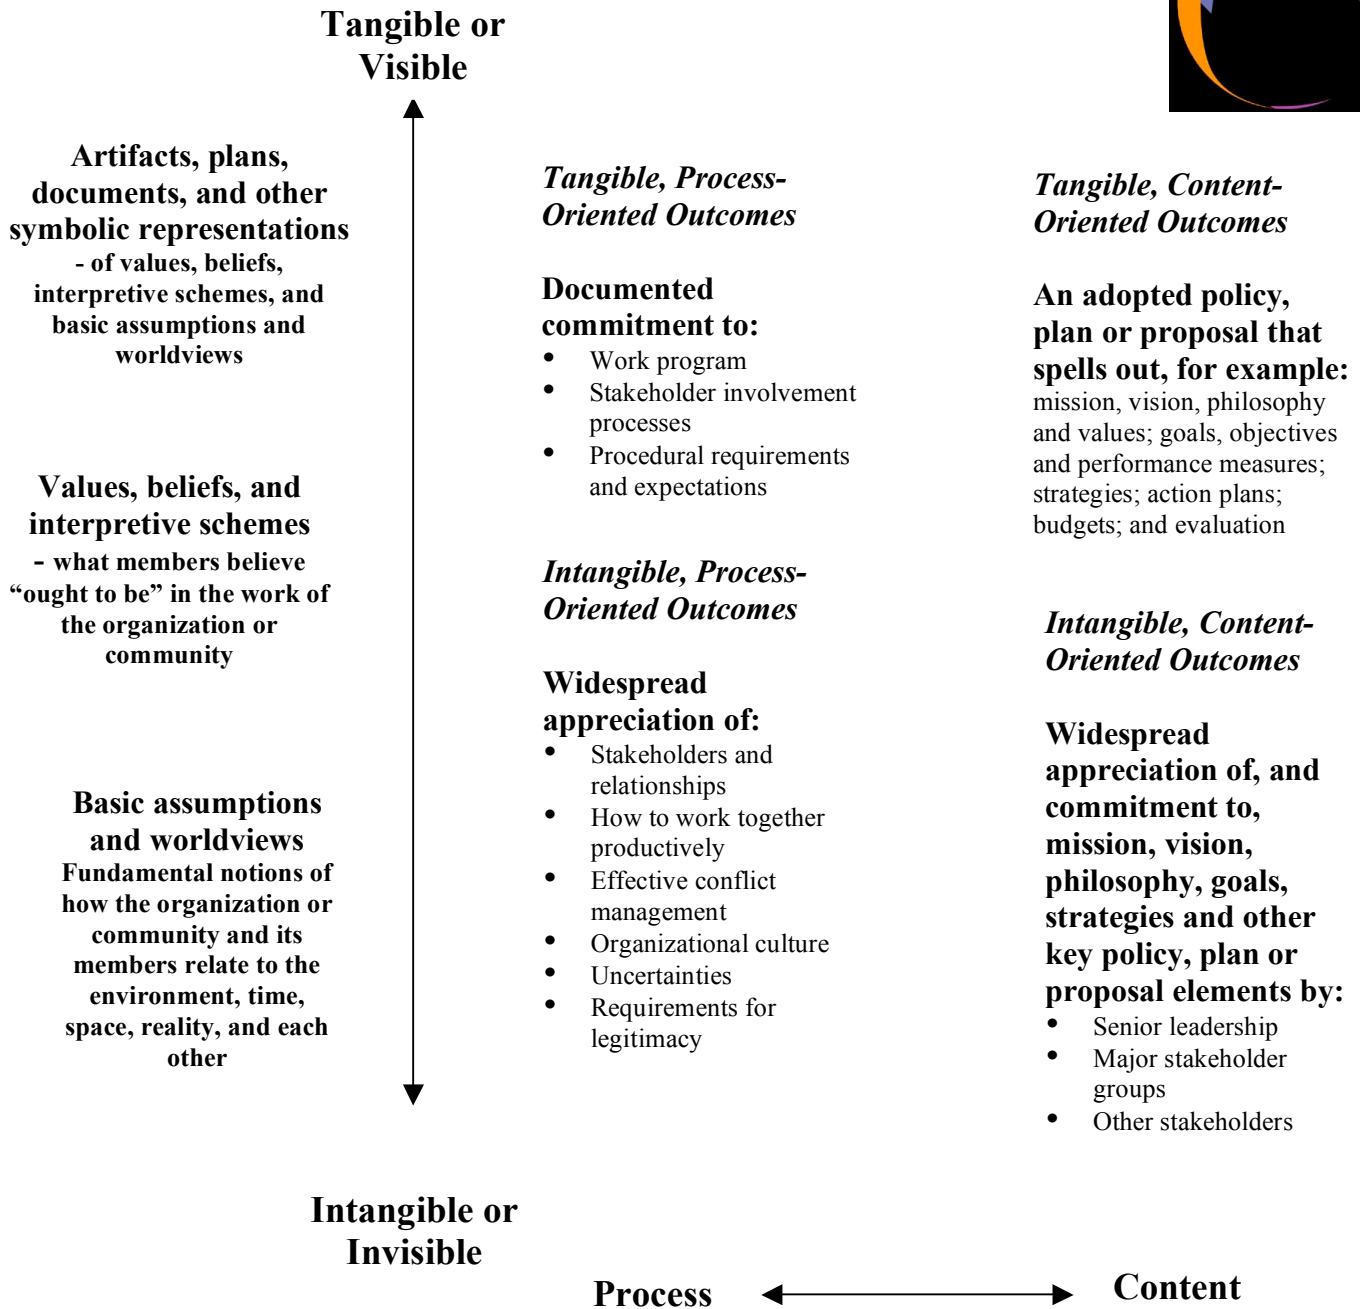 Tangible or
Visible
Artifacts, plans,
documents, and other
symbolic representations
- of values, beliefs,
interpretive schemes, and
basic assumptions and
worldviews
Values, beliefs, and
interpretive schemes
- what members believe
“ought to be” in the work of
the organization or
community
Basic assumptions
and worldviews
Fundamental notions of
how the organization or
community and its
members relate to the
environment, time,
space, reality, and each
other
Tangible, Process-
Oriented Outcomes
Documented
commitment to:
• Work program
• Stakeholder involvement
processes
• Procedural requirements
and expectations
Intangible, Process-
Oriented Outcomes
Widespread
appreciation of:
• Stakeholders and
relationships
• How to work together
productively
• Effective conflict
management
• Organizational culture
• Uncertainties
• Requirements for
legitimacy
Tangible, Content-
Oriented Outcomes
An adopted policy,
plan or proposal that
spells out, for example:
mission, vision, philosophy
and values; goals, objectives
and performance measures;
strategies; action plans;
budgets; and evaluation
Intangible, Content-
Oriented Outcomes
Widespread
appreciation of, and
commitment to,
mission, vision,
philosophy, goals,
strategies and other
key policy, plan or
proposal elements by:
• Senior leadership
• Major stakeholder
groups
• Other stakeholders
Intangible or
Invisible
Process
Content